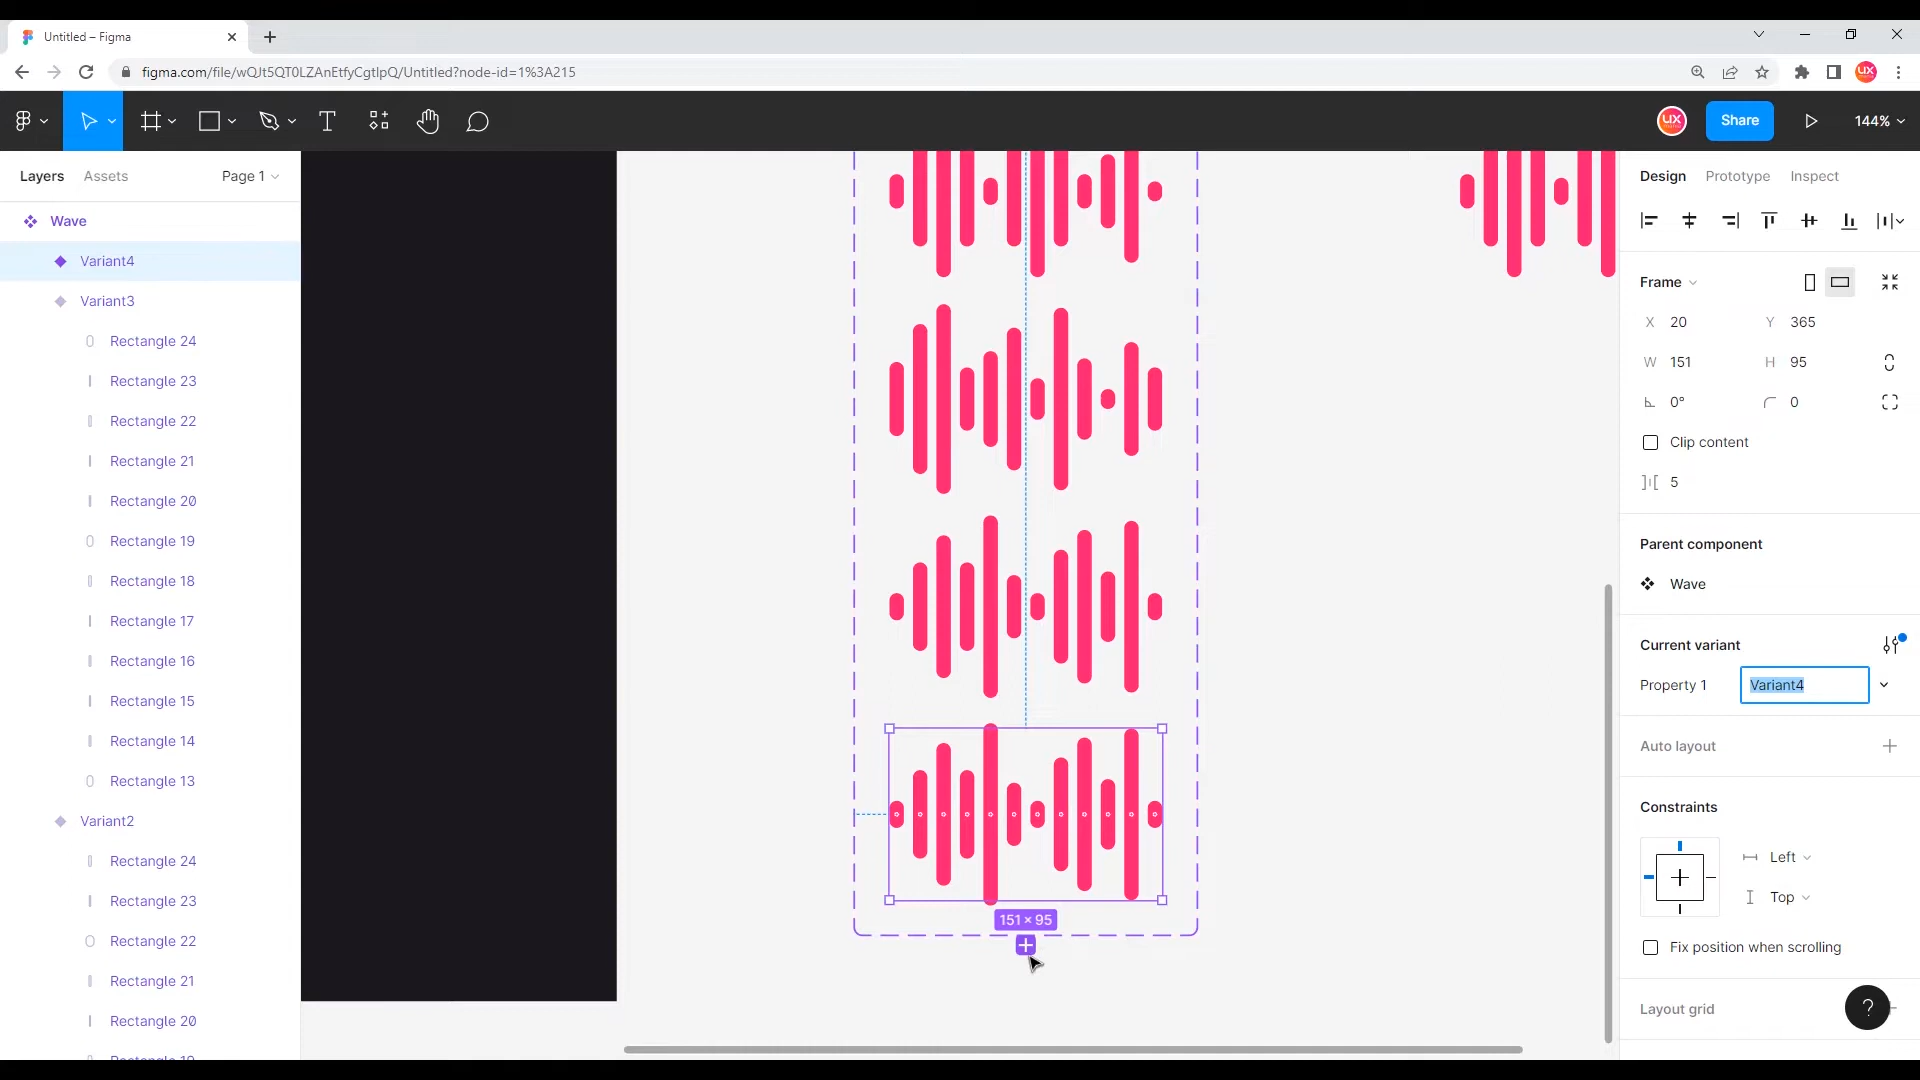 Untitled – Figma
figma.com/file/wQJt5QT0LZAnEtfyCgtlpQ/Untitled?node-id=1%3A215
UX
UX
Share
144%
Layers
Assets
Page 1
Design
Prototype
Inspect
Wave
Variant4
Variant3
Rectangle 24
Rectangle 23
Rectangle 22
Rectangle 21
Rectangle 20
Rectangle 19
Rectangle 18
Rectangle 17
Rectangle 16
Rectangle 15
Rectangle 14
Rectangle 13
Variant2
Rectangle 24
Rectangle 23
Rectangle 22
Rectangle 21
Rectangle 20
Rectangle 19
151 × 95
Frame
X 20
Y 365
W 151
H 95
0°
0
Clip content
5
Parent component
Wave
Current variant
Property 1
Variant4
Auto layout
Constraints
Left
Top
Fix position when scrolling
Layout grid
?